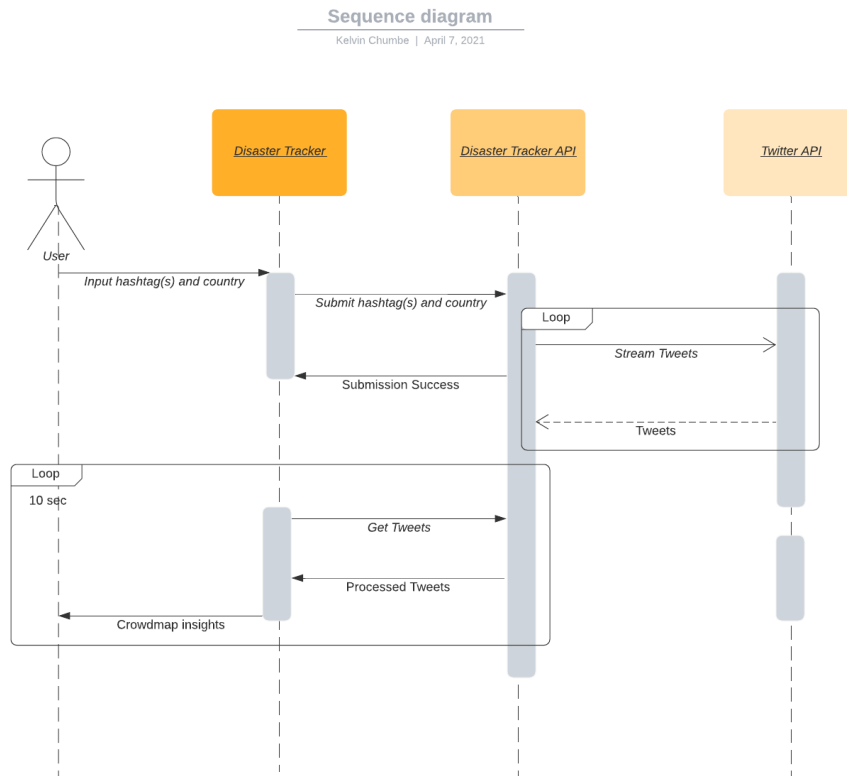 Sequence diagram
Kelvin Chumbe | April 7, 2021
Disaster Tracker
Disaster Tracker API
Twitter API
User
Input hashtag(s) and country
Submit hashtag(s) and country
Loop
Stream Tweets
Submission Success
Tweets
Loop
10 sec
Get Tweets
Processed Tweets
Crowdmap insights